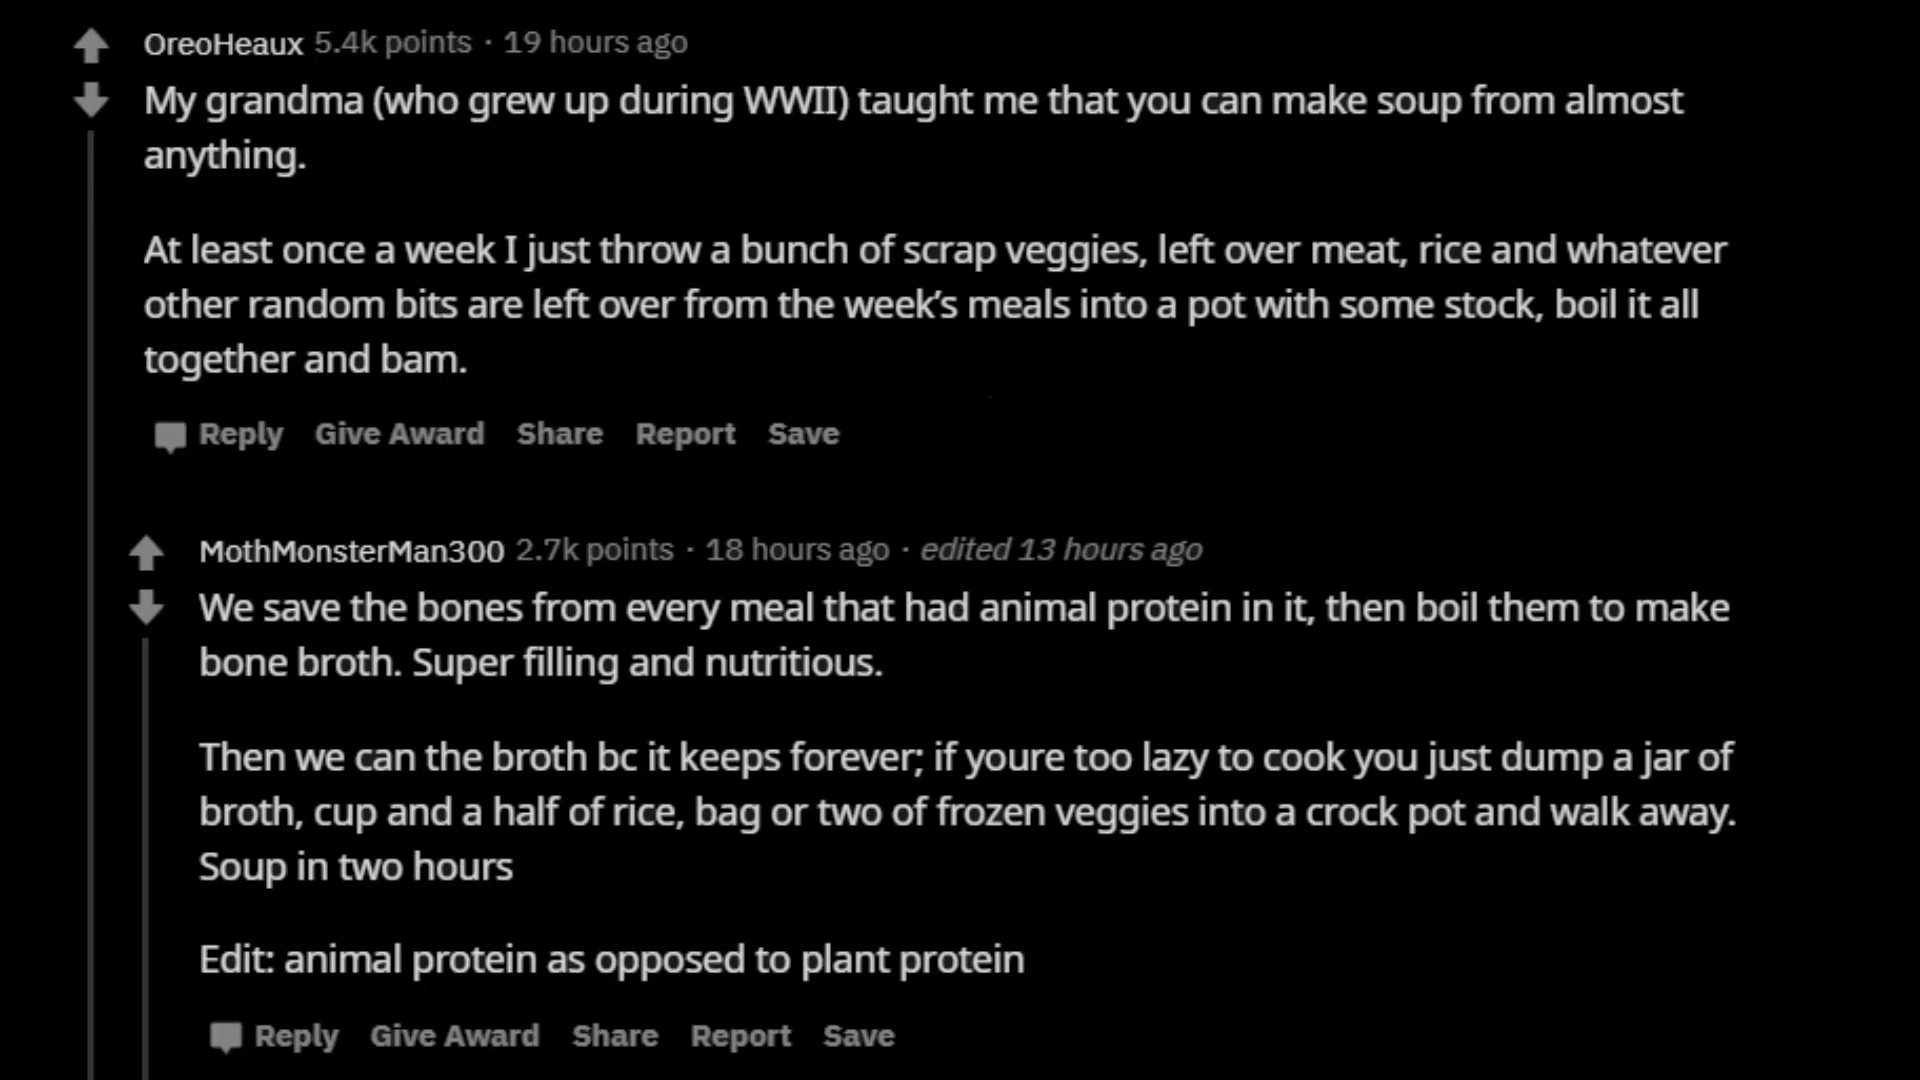 OreoHeaux 5.4k points · 19 hours ago
My grandma (who grew up during WWII) taught me that you can make soup from almost
anything.
At least once a week I just throw a bunch of scrap veggies, left over meat, rice and whatever
other random bits are left over from the week’s meals into a pot with some stock, boil it all
together and bam.
Reply Give Award Share Report Save
MothMonsterMan300 2.7k points · 18 hours ago · edited 13 hours ago
We save the bones from every meal that had animal protein in it, then boil them to make
bone broth. Super filling and nutritious.
Then we can the broth bc it keeps forever; if youre too lazy to cook you just dump a jar of
broth, cup and a half of rice, bag or two of frozen veggies into a crock pot and walk away.
Soup in two hours
Edit: animal protein as opposed to plant protein
Reply Give Award Share Report Save